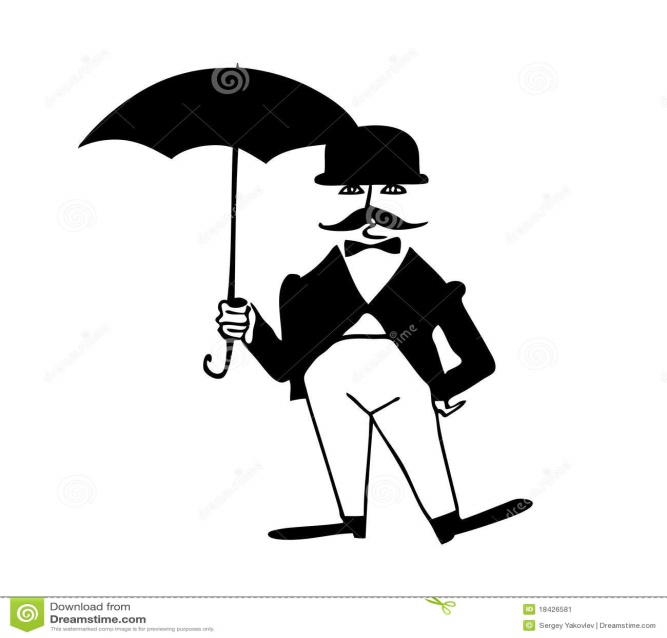 dreamstime
Download from
Dreamstime.com
This watermarked comp image is for previewing purposes only.
ID 18426581
© Sergey Yakovlev | Dreamstime.com